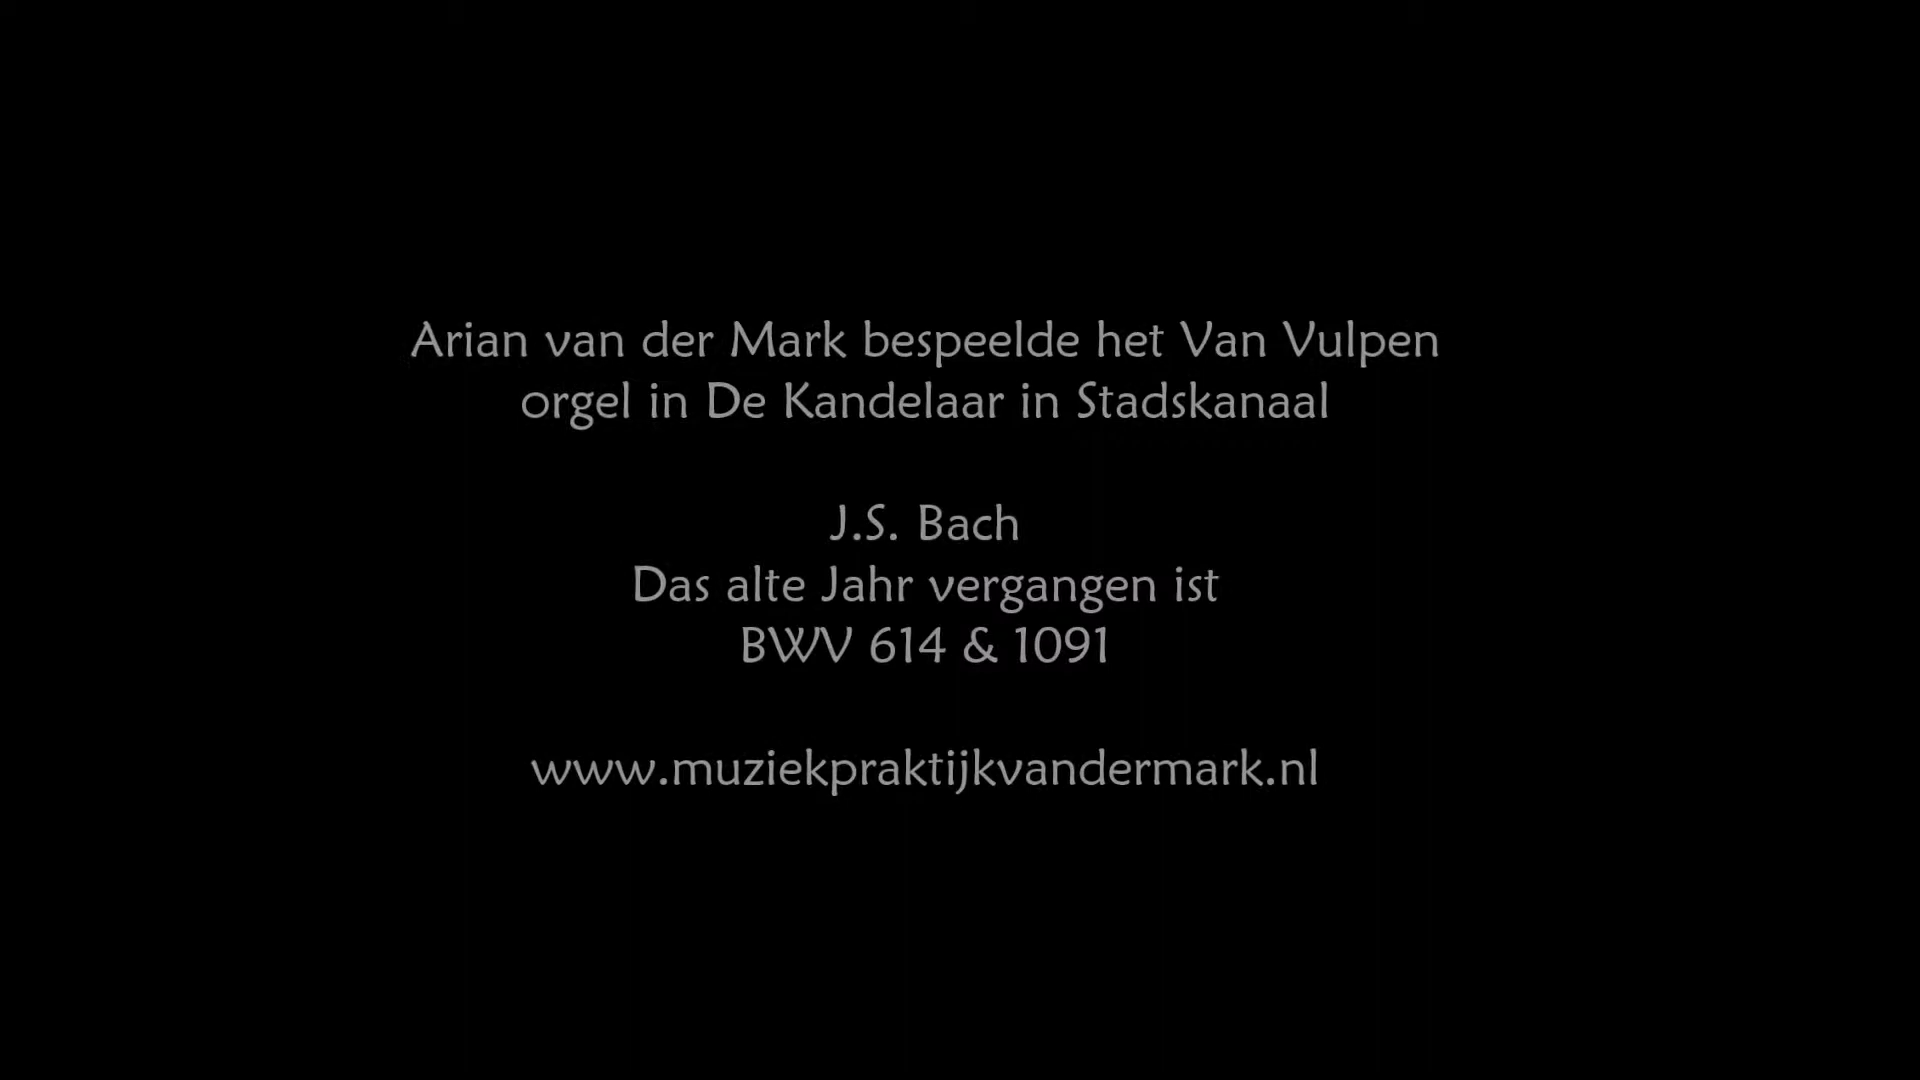 Arian van der Mark bespeelde het Van Vulpen
orgel in De Kandelaar in Stadskanaal
J.S. Bach
Das alte Jahr vergangen ist
BWV 614 & 1091
www.muziekpraktijkvandermark.nl